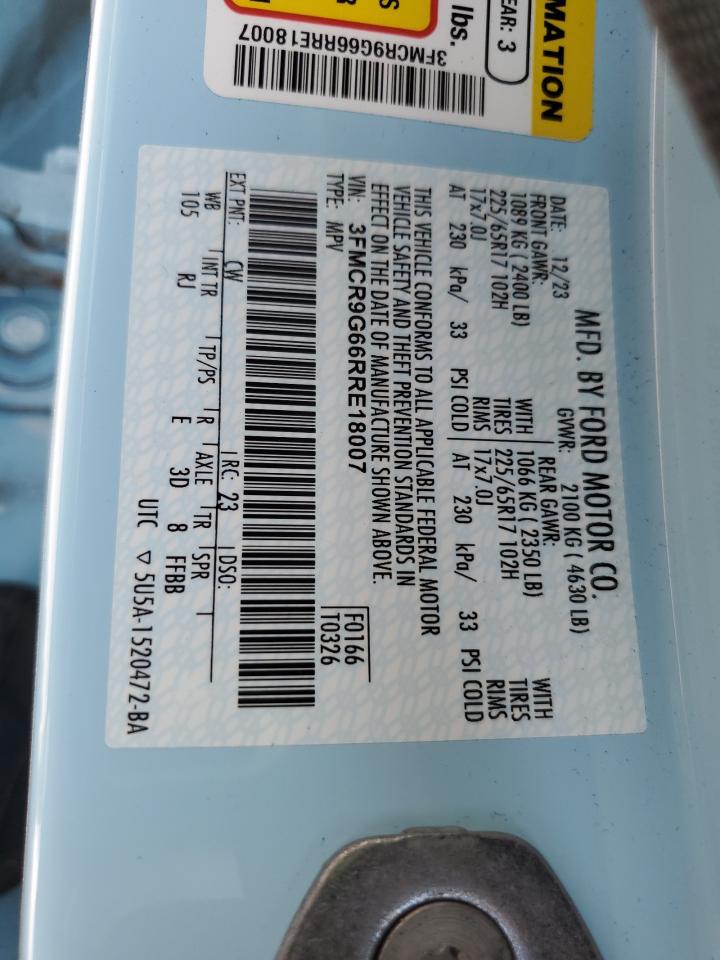 MATION
EAR: 3
lbs.
S
R
3FMCR9G66RRE18007
MFD. BY FORD MOTOR CO.
DATE: 12/23 GVWR: 2100 KG ( 4630 LB)
FRONT GAWR: REAR GAWR:
1089 KG ( 2400 LB) WITH 1066 KG ( 2350 LB) WITH
225/65R17 102H TIRES 225/65R17 102H TIRES
17x7.0J RIMS 17x7.0J RIMS
AT 230 kPa/ 33 PSI COLD AT 230 kPa/ 33 PSI COLD
THIS VEHICLE CONFORMS TO ALL APPLICABLE FEDERAL MOTOR
VEHICLE SAFETY AND THEFT PREVENTION STANDARDS IN
EFFECT ON THE DATE OF MANUFACTURE SHOWN ABOVE.
VIN: 3FMCR9G66RRE18007 F0166
TYPE: MPV T0326
EXT PNT: CW RC: 23 DSO:
WB INT TR TP/PS R AXLE TR SPR
105 RJ E 3D 8 FFBB
UTC ▽ 5U5A-1520472-BA